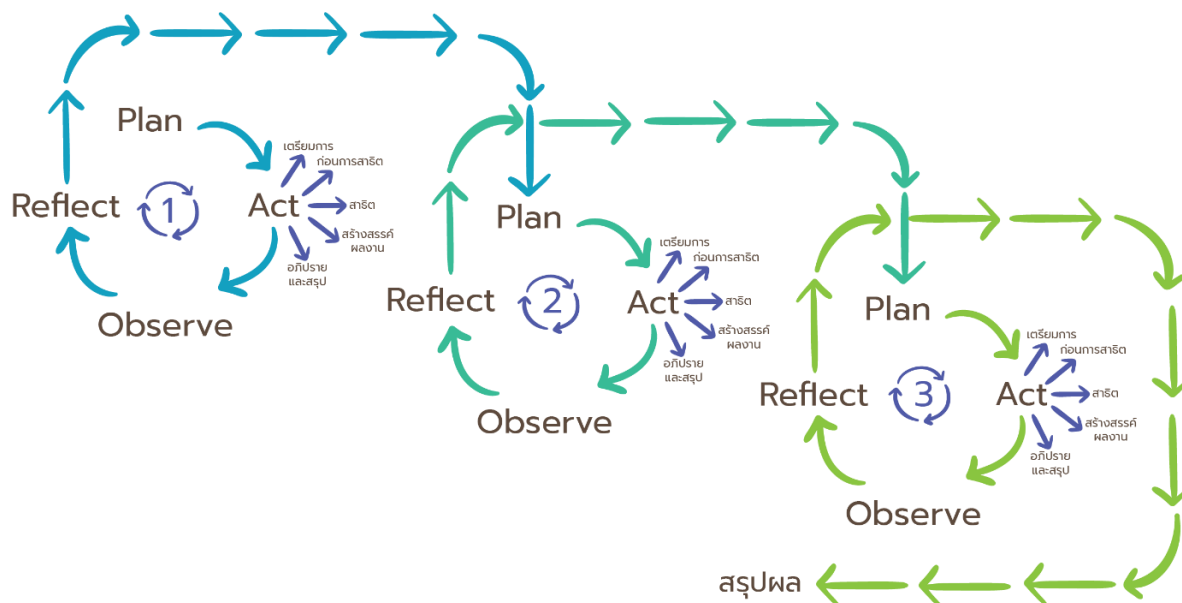 Plan
เตรียมการ
ก่อนการสาธิต
Reflect
1
Act
สาธิต
สร้างสรรค์
ผลงาน
อภิปราย
และสรุป
Observe
Plan
เตรียมการ
ก่อนการสาธิต
Reflect
2
Act
สาธิต
สร้างสรรค์
ผลงาน
อภิปราย
และสรุป
Observe
Plan
เตรียมการ
ก่อนการสาธิต
Reflect
3
Act
สาธิต
สร้างสรรค์
ผลงาน
อภิปราย
และสรุป
Observe
สรุปผล